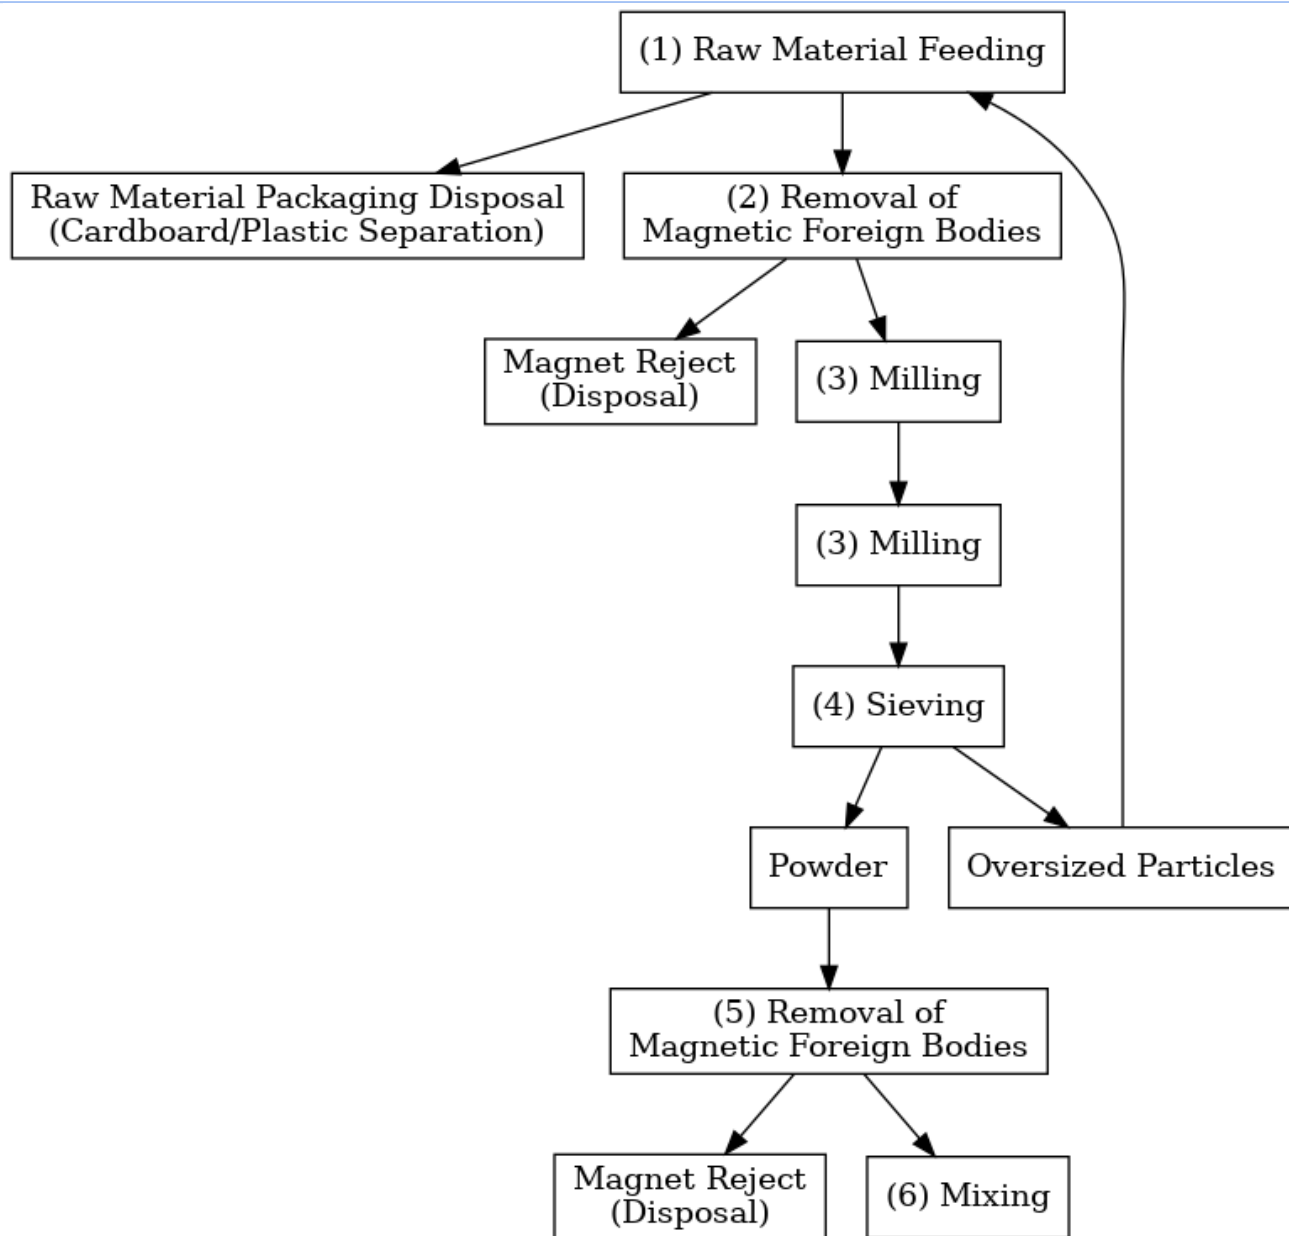 (1) Raw Material Feeding
Raw Material Packaging Disposal
(Cardboard/Plastic Separation)
(2) Removal of
Magnetic Foreign Bodies
Magnet Reject
(Disposal)
(3) Milling
(3) Milling
(4) Sieving
Powder
Oversized Particles
(5) Removal of
Magnetic Foreign Bodies
Magnet Reject
(Disposal)
(6) Mixing